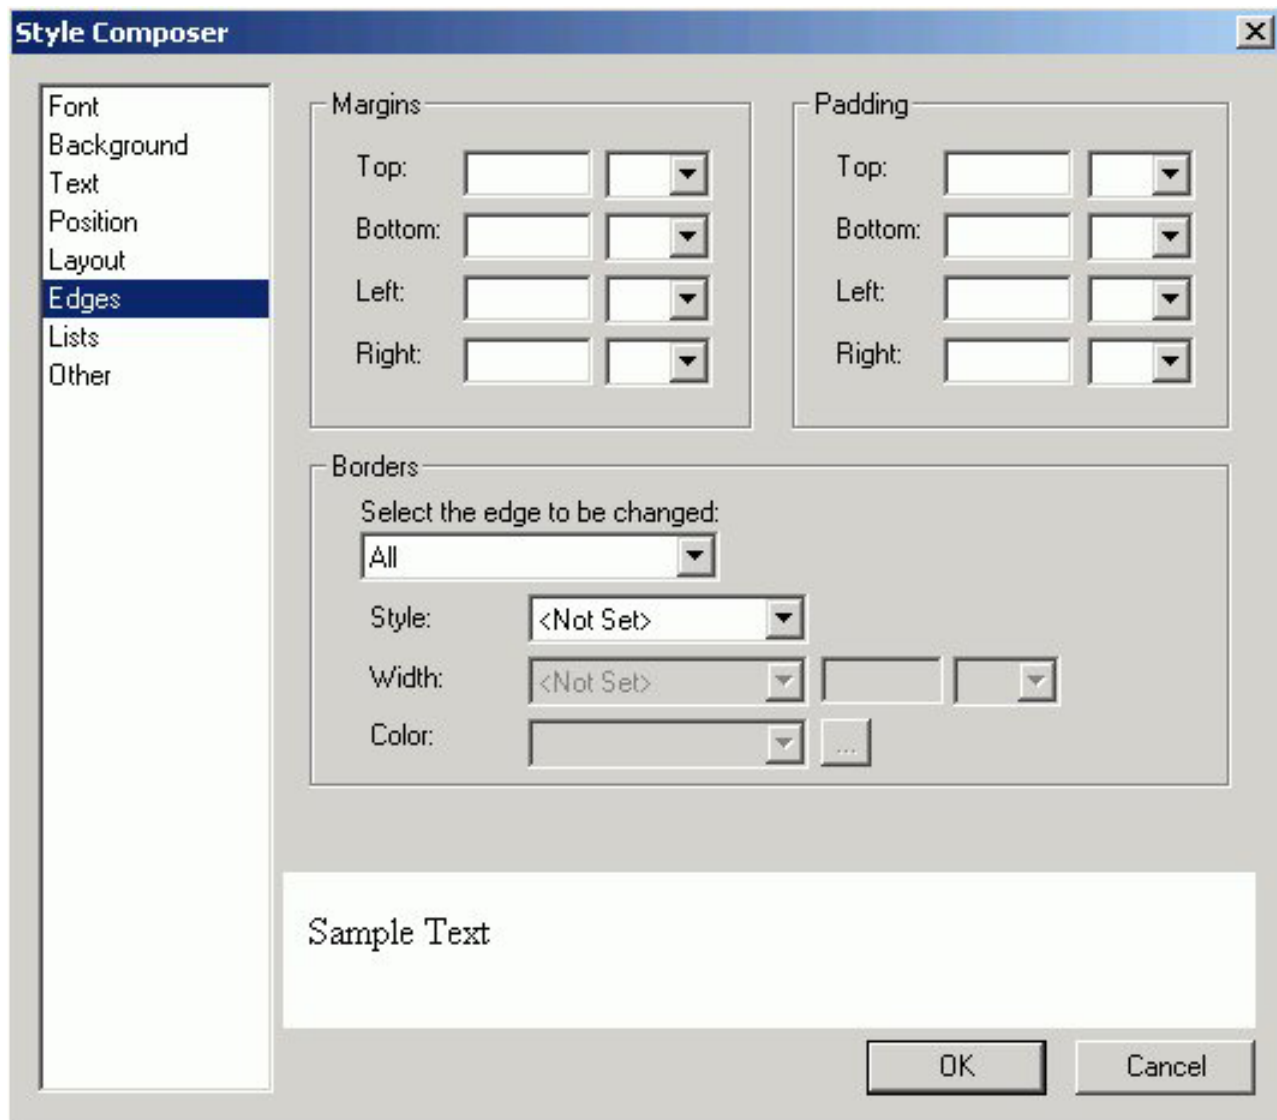 Style Composer
Font
Background
Text
Position
Layout
Edges
Lists
Other
Margins
Top:
Bottom:
Left:
Right:
Padding
Top:
Bottom:
Left:
Right:
Borders
Select the edge to be changed:
All
Style: <Not Set>
Width: <Not Set>
Color: ...
Sample Text
OK Cancel